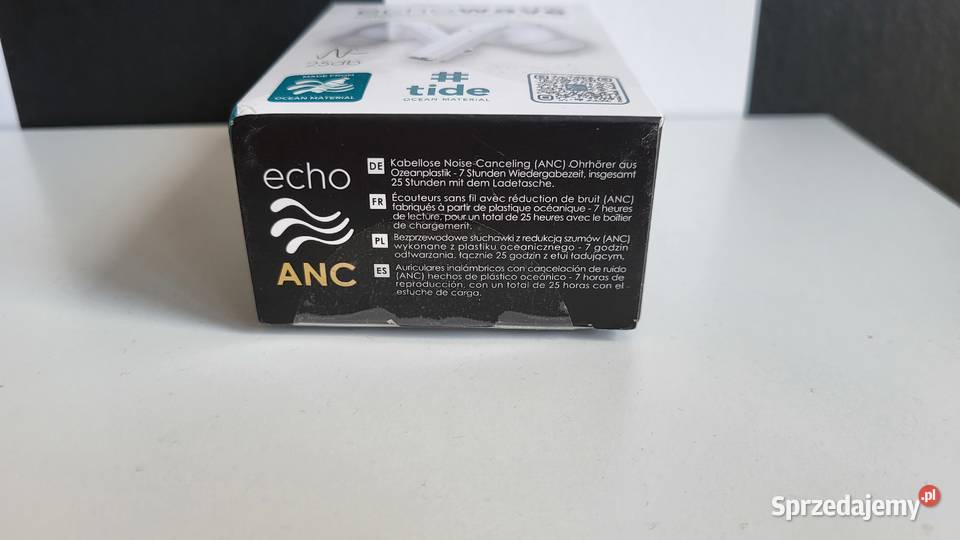 25db
MADE FROM
OCEAN MATERIAL
# tide
OCEAN MATERIAL
echo
ANC
DE Kabellose Noise-Canceling (ANC) Ohrhörer aus
Ozeanplastik - 7 Stunden Wiedergabezeit, insgesamt
25 Stunden mit dem Ladetasche.
FR Écouteurs sans fil avec réduction de bruit (ANC)
fabriqués à partir de plastique océanique - 7 heures
de lecture, pour un total de 25 heures avec le boîtier
de chargement.
PL Bezprzewodowe słuchawki z redukcją szumów (ANC)
wykonane z plastiku oceanicznego - 7 godzin
odtwarzania, łącznie 25 godzin z etui ładującym.
ES Auriculares inalámbricos con cancelación de ruido
(ANC) hechos de plástico oceánico - 7 horas de
reproducción, con un total de 25 horas con el
estuche de carga.
Sprzedajemy.pl